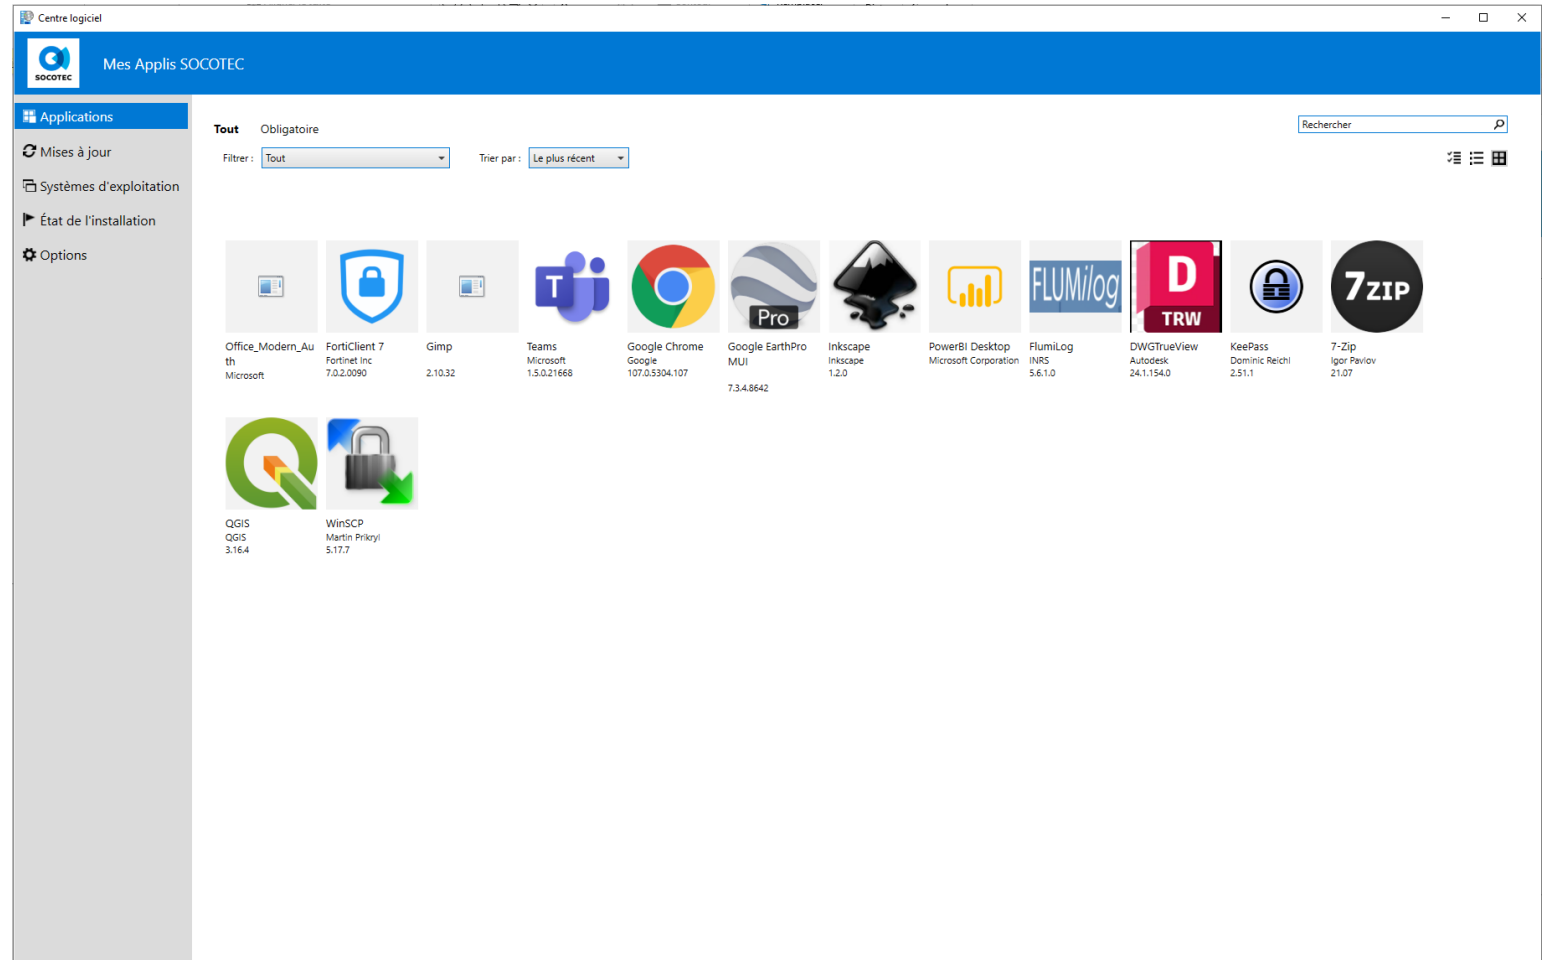 Centre logiciel
SOCOTEC
Mes Applis SOCOTEC
Applications
Mises à jour
Systèmes d'exploitation
État de l'installation
Options
Tout Obligatoire
Rechercher
Filtrer : Tout Trier par : Le plus récent
T
Pro
FLUMilog
D
TRW
7ZIP
Office_Modern_Au
th
Microsoft
FortiClient 7
Fortinet Inc
7.0.2.0090
Gimp
2.10.32
Teams
Microsoft
1.5.0.21668
Google Chrome
Google
107.0.5304.107
Google EarthPro
MUI
7.3.4.8642
Inkscape
Inkscape
1.2.0
PowerBI Desktop
Microsoft Corporation
FlumiLog
INRS
5.6.1.0
DWGTrueView
Autodesk
24.1.154.0
KeePass
Dominic Reichl
2.51.1
7-Zip
Igor Pavlov
21.07
QGIS
QGIS
3.16.4
WinSCP
Martin Prikryl
5.17.7